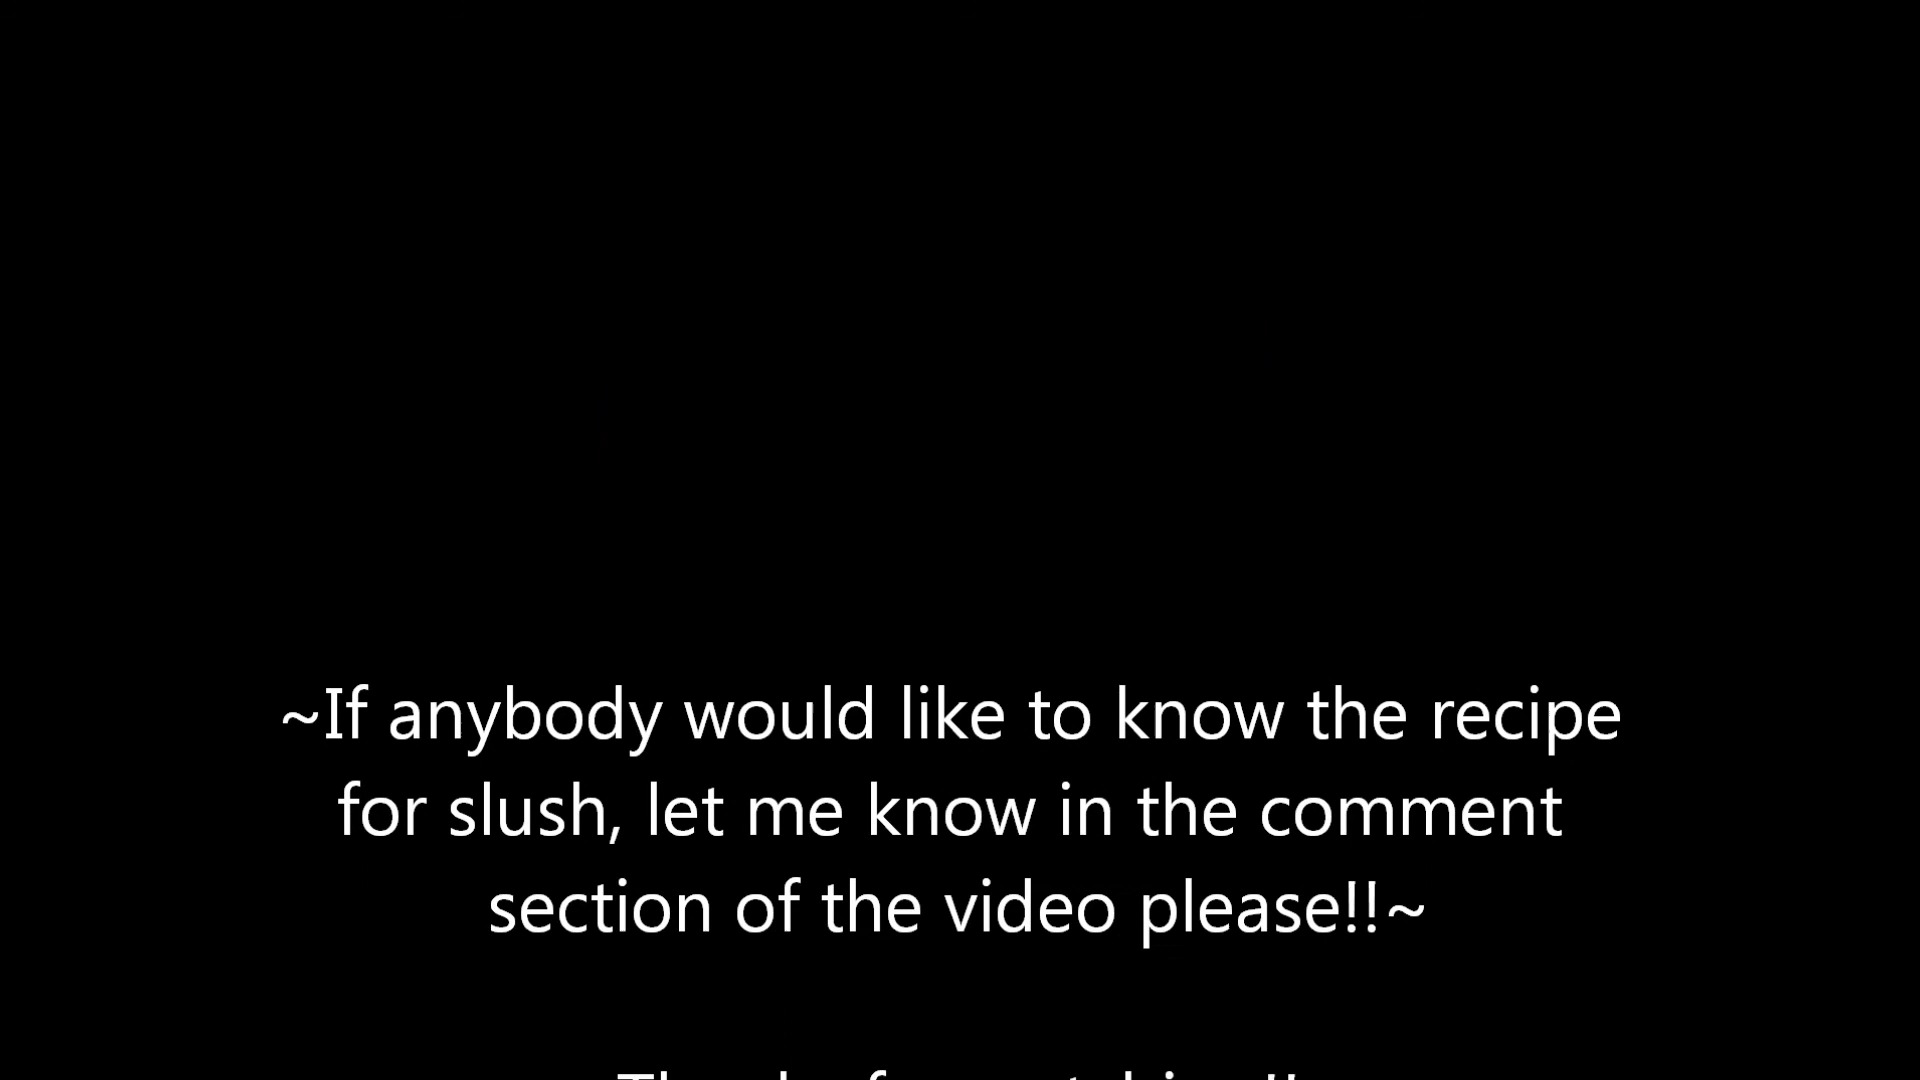 ~If anybody would like to know the recipe
for slush, let me know in the comment
section of the video please!!~